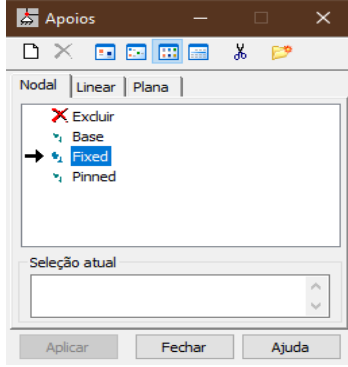 Apoios
Nodal Linear Plana
Excluir
Base
Fixed
Pinned
Seleção atual
Aplicar Fechar Ajuda